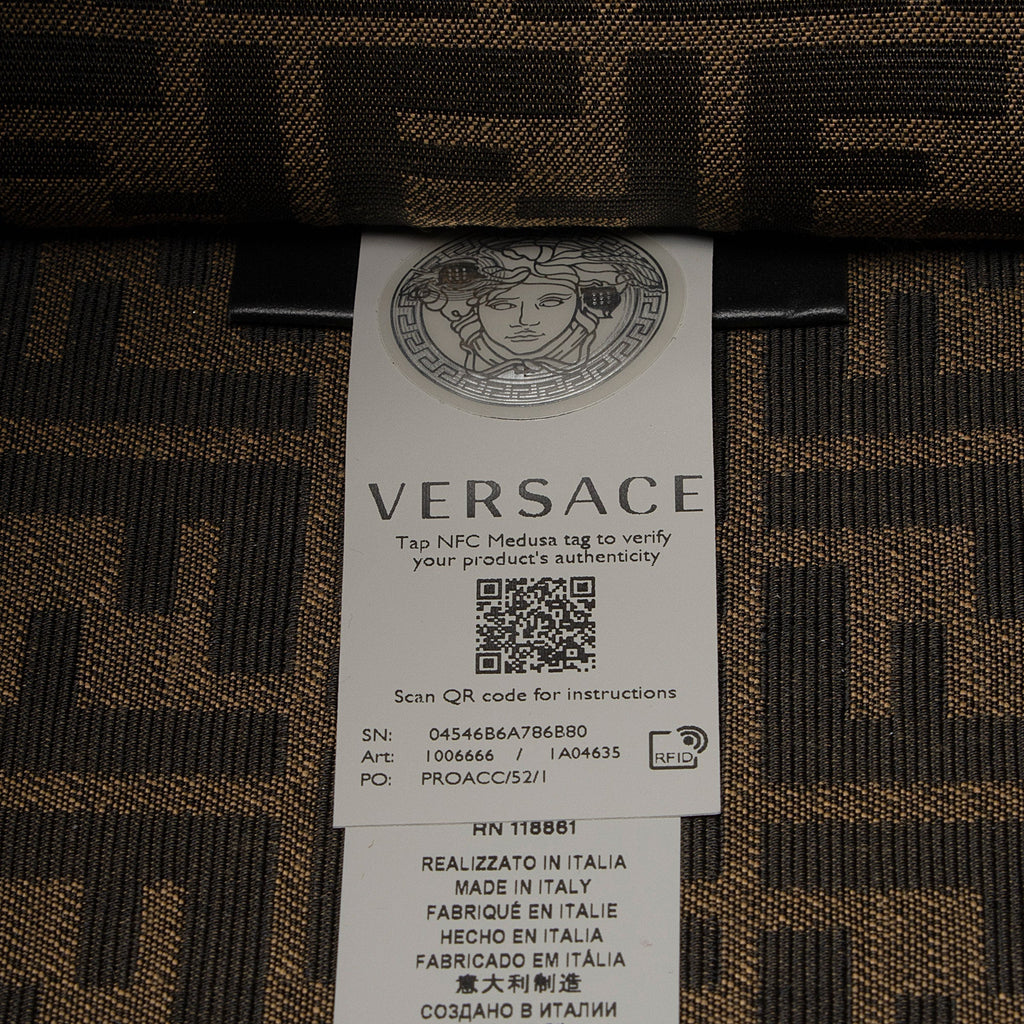 VERSACE
Tap NFC Medusa tag to verify
your product's authenticity
Scan QR code for instructions
SN: 04546B6A786B80
Art: 1006666 / 1A04635
PO: PROACC/52/1
RFID
RN 118861
REALIZZATO IN ITALIA
MADE IN ITALY
FABRIQUÉ EN ITALIE
HECHO EN ITALIA
FABRICADO EM ITÁLIA
意大利制造
СОЗДАНО В ИТАЛИИ